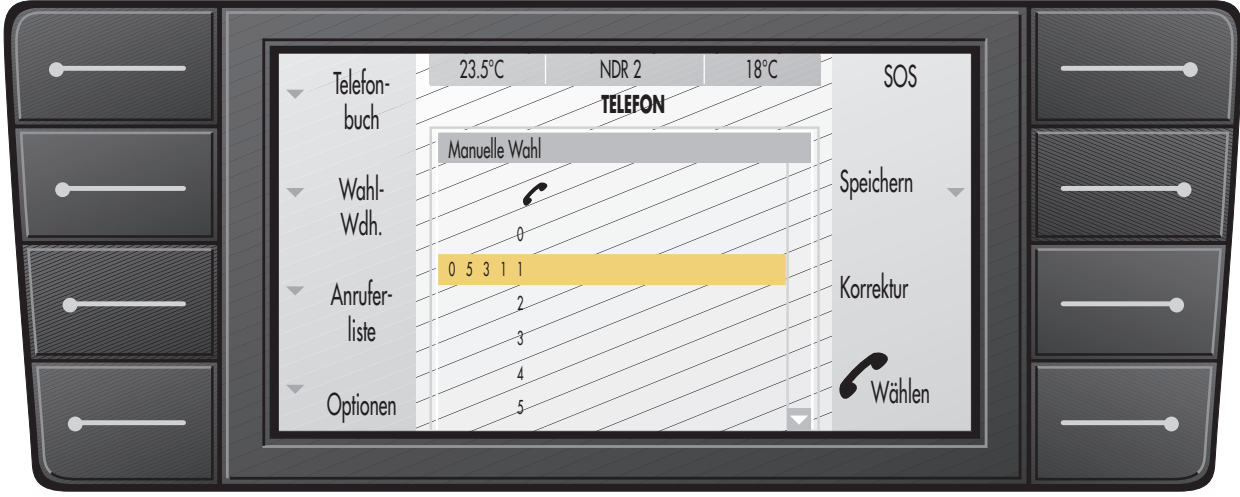 Telefon-
buch
Wahl-
Wdh.
Anrufer-
liste
Optionen
23.5°C NDR 2 18°C
TELEFON
Manuelle Wahl
0
0 5 3 1 1
2
3
4
5
SOS
Speichern
Korrektur
Wählen